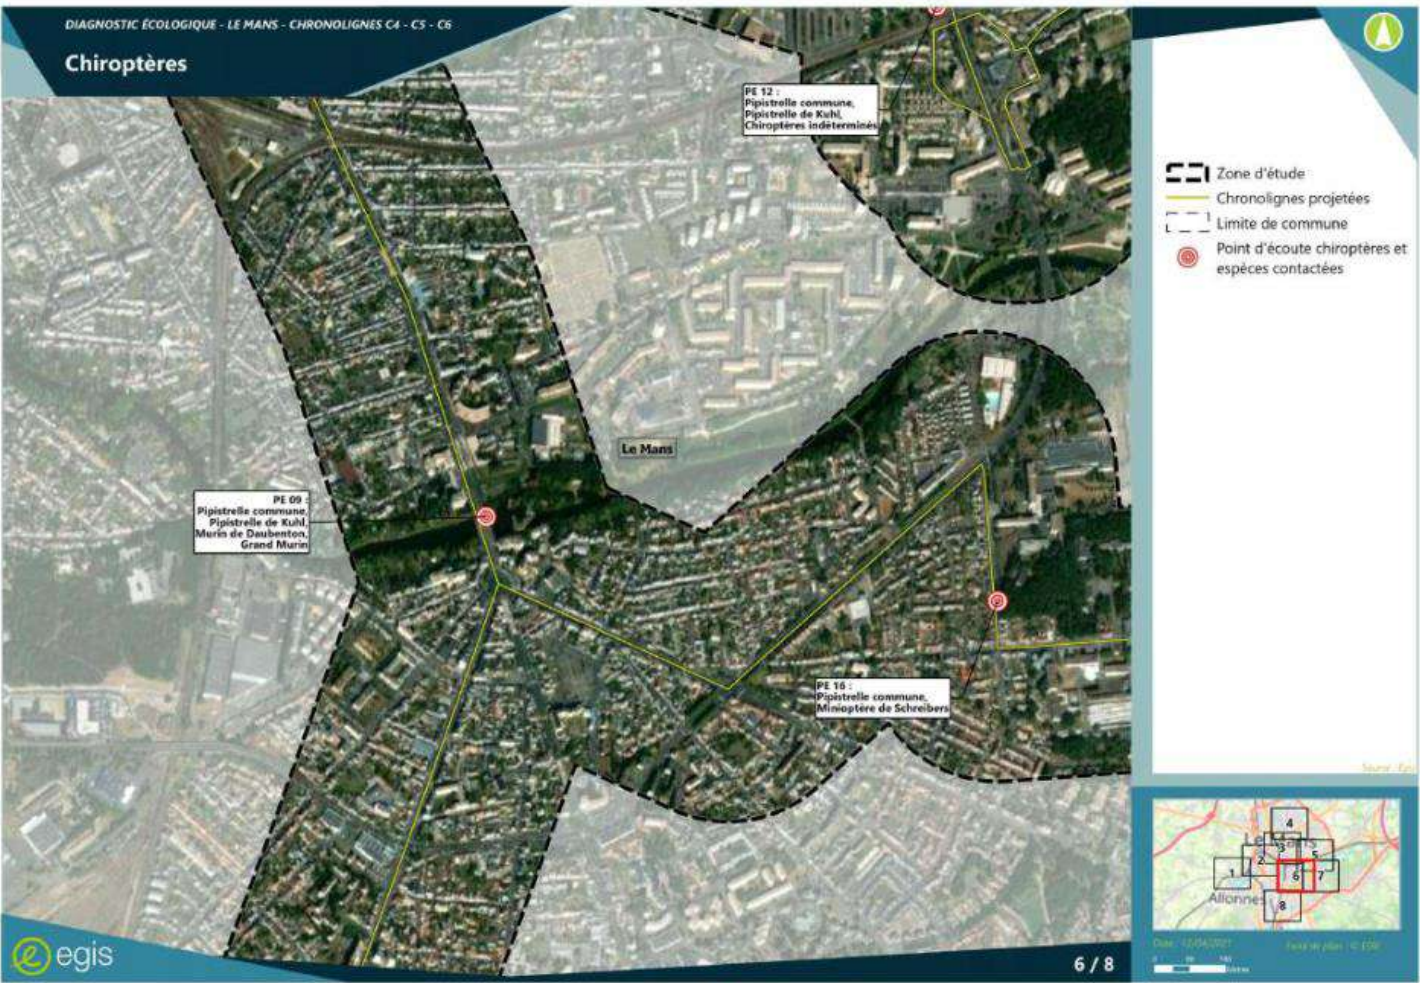 DIAGNOSTIC ÉCOLOGIQUE - LE MANS - CHRONOLIGNES C4 - C5 - C6
Chiroptères
PE 12 :
Pipistrelle commune,
Pipistrelle de Kuhl,
Chiroptères indéterminés
Zone d'étude
Chronolignes projetées
Limite de commune
Point d'écoute chiroptères et
espèces contactées
Le Mans
PE 09 :
Pipistrelle commune,
Pipistrelle de Kuhl,
Murin de Daubenton,
Grand Murin
PE 16 :
Pipistrelle commune,
Minioptère de Schreibers
4
Le Mans
3
5
2
1
6
7
Allonnes
8
egis
6 / 8